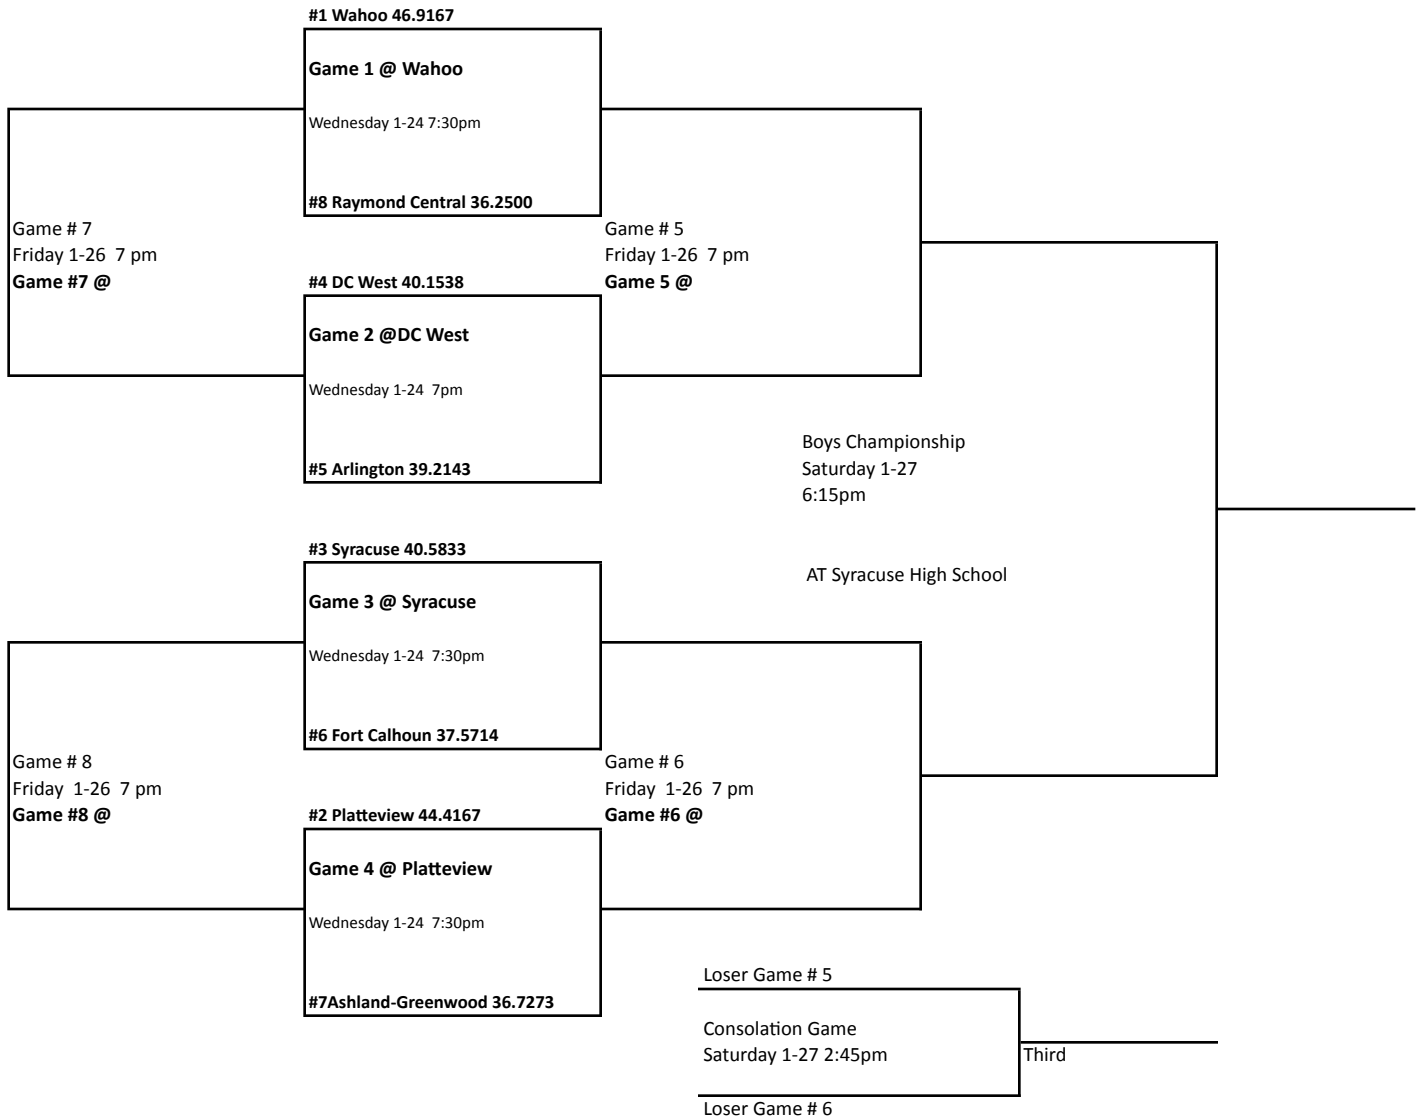 #1 Wahoo 46.9167
Game 1 @ Wahoo
Wednesday 1-24 7:30pm
#8 Raymond Central 36.2500
Game # 7
Friday 1-26  7 pm
Game #7 @
Game # 5
Friday 1-26  7 pm
Game 5 @
#4 DC West 40.1538
Game 2 @DC West
Wednesday 1-24  7pm
#5 Arlington 39.2143
Boys Championship
Saturday 1-27
6:15pm
AT Syracuse High School
#3 Syracuse 40.5833
Game 3 @ Syracuse
Wednesday 1-24  7:30pm
#6 Fort Calhoun 37.5714
Game # 8
Friday  1-26  7 pm
Game #8 @
Game # 6
Friday  1-26  7 pm
Game #6 @
#2 Platteview 44.4167
Game 4 @ Platteview
Wednesday 1-24  7:30pm
#7Ashland-Greenwood 36.7273
Loser Game # 5
Consolation Game
Saturday 1-27 2:45pm
Third
Loser Game # 6